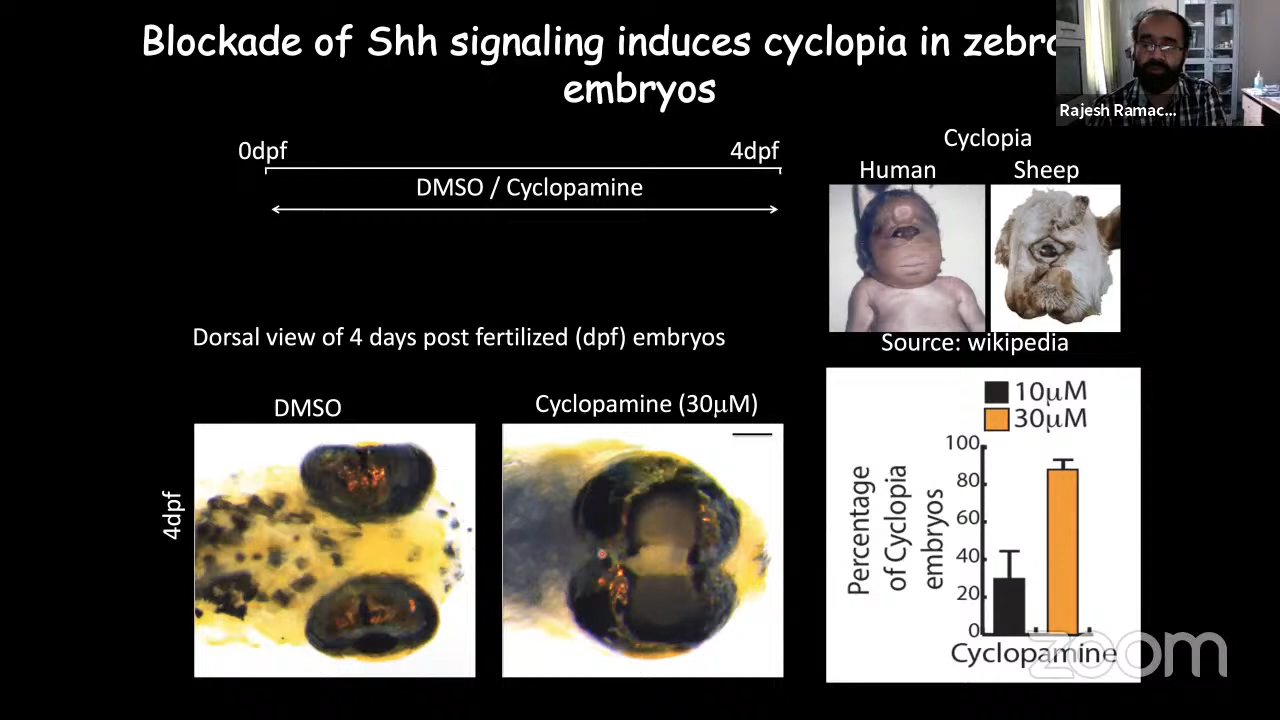 Blockade of Shh signaling induces cyclopia in
embryos
Rajesh Ramac...
0dpf
4dpf
DMSO / Cyclopamine
Cyclopia
Human
Sheep
Source: wikipedia
Dorsal view of 4 days post fertilized (dpf) embryos
DMSO
Cyclopamine (30μM)
4dpf
10μM
30μM
Percentage
of Cyclopia
embryos
100
80
60
40
20
0
Cyclopamine
zoom